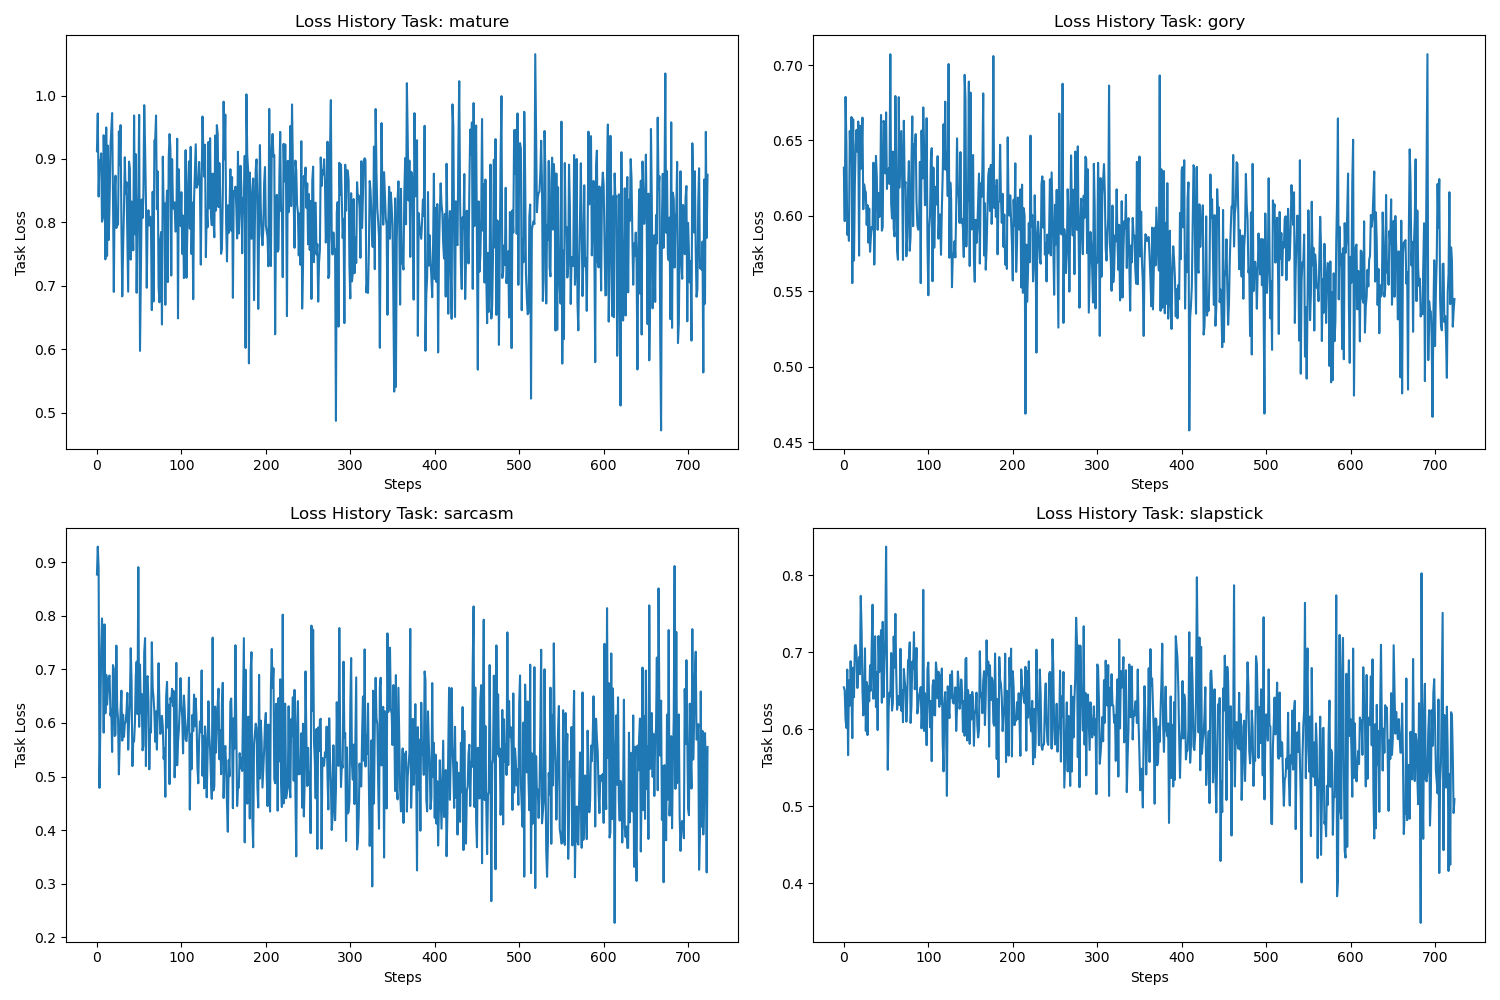 Loss History Task: mature
Task Loss
1.0
0.9
0.8
0.7
0.6
0.5
0 100 200 300 400 500 600 700
Steps
Loss History Task: gory
Task Loss
0.70
0.65
0.60
0.55
0.50
0.45
0 100 200 300 400 500 600 700
Steps
Loss History Task: sarcasm
Task Loss
0.9
0.8
0.7
0.6
0.5
0.4
0.3
0.2
0 100 200 300 400 500 600 700
Steps
Loss History Task: slapstick
Task Loss
0.8
0.7
0.6
0.5
0.4
0 100 200 300 400 500 600 700
Steps